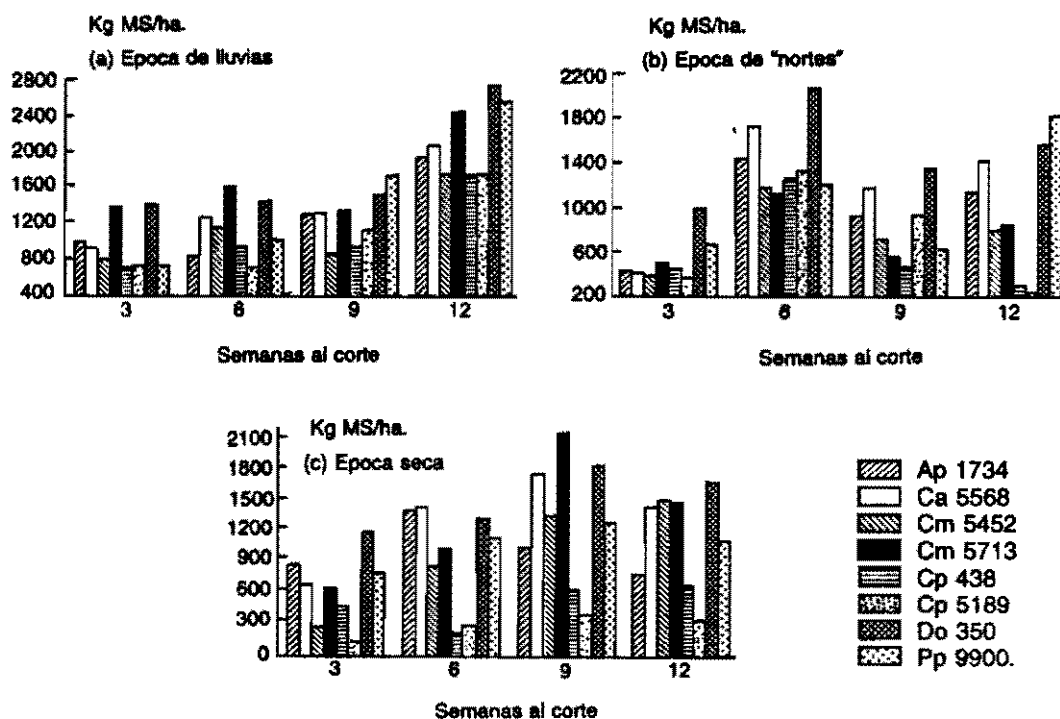 Kg MS/ha.
(a) Epoca de lluvias
2800
2400
2000
1600
1200
800
400
3 6 9 12
Semanas al corte
Kg MS/ha.
(b) Epoca de "nortes"
2200
1800
1400
1000
600
200
3 6 9 12
Semanas al corte
Kg MS/ha.
(c) Epoca seca
2100
1800
1500
1200
900
600
300
0
3 6 9 12
Semanas al corte
Ap 1734
Ca 5568
Cm 5452
Cm 5713
Cp 438
Cp 5189
Do 350
Pp 9900.